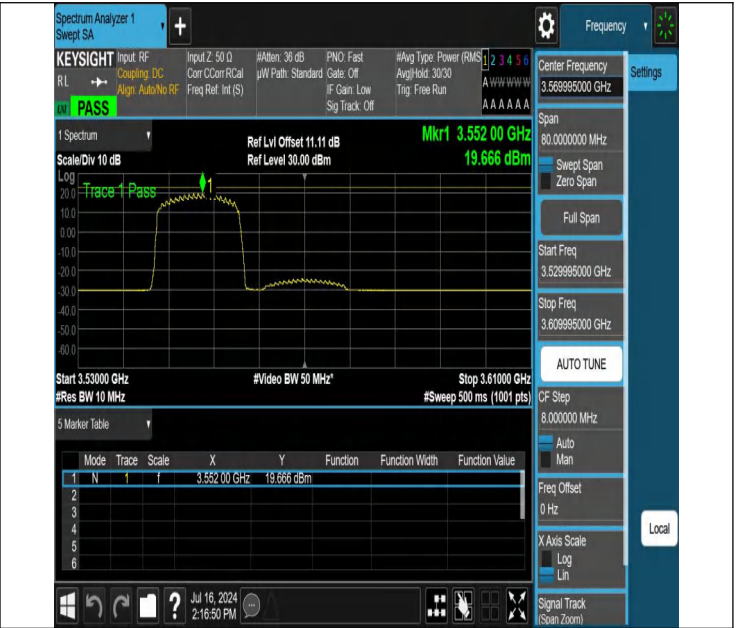 Spectrum Analyzer 1
Swept SA
+
Frequency
KEYSIGHT
RL
PASS
Input: RF
Coupling: DC
Align: Auto/No RF
Input Z: 50 Ω
Corr CCorr RCal
Freq Ref: Int (S)
#Atten: 36 dB
µW Path: Standard
PNO: Fast
Gate: Off
IF Gain: Low
Sig Track: Off
#Avg Type: Power (RMS
Avg|Hold: 30/30
Trig: Free Run
1 2 3 4 5 6
A W W W W W
A A A A A A
1 Spectrum
Scale/Div 10 dB
Ref Lvl Offset 11.11 dB
Ref Level 30.00 dBm
Mkr1 3.552 00 GHz
19.666 dBm
Log
Trace 1 Pass
1
20.0
10.0
0.00
-10.0
-20.0
-30.0
-40.0
-50.0
-60.0
Start 3.53000 GHz
#Res BW 10 MHz
#Video BW 50 MHz*
Stop 3.61000 GHz
#Sweep 500 ms (1001 pts)
5 Marker Table
Mode Trace Scale X Y Function Function Width Function Value
1 N 1 f 3.552 00 GHz 19.666 dBm
2
3
4
5
6
Jul 16, 2024
2:16:50 PM
Center Frequency
3.569995000 GHz
Settings
Span
80.0000000 MHz
Swept Span
Zero Span
Full Span
Start Freq
3.529995000 GHz
Stop Freq
3.609995000 GHz
AUTO TUNE
CF Step
8.000000 MHz
Auto
Man
Freq Offset
0 Hz
X Axis Scale
Log
Lin
Signal Track
(Span Zoom)
Local